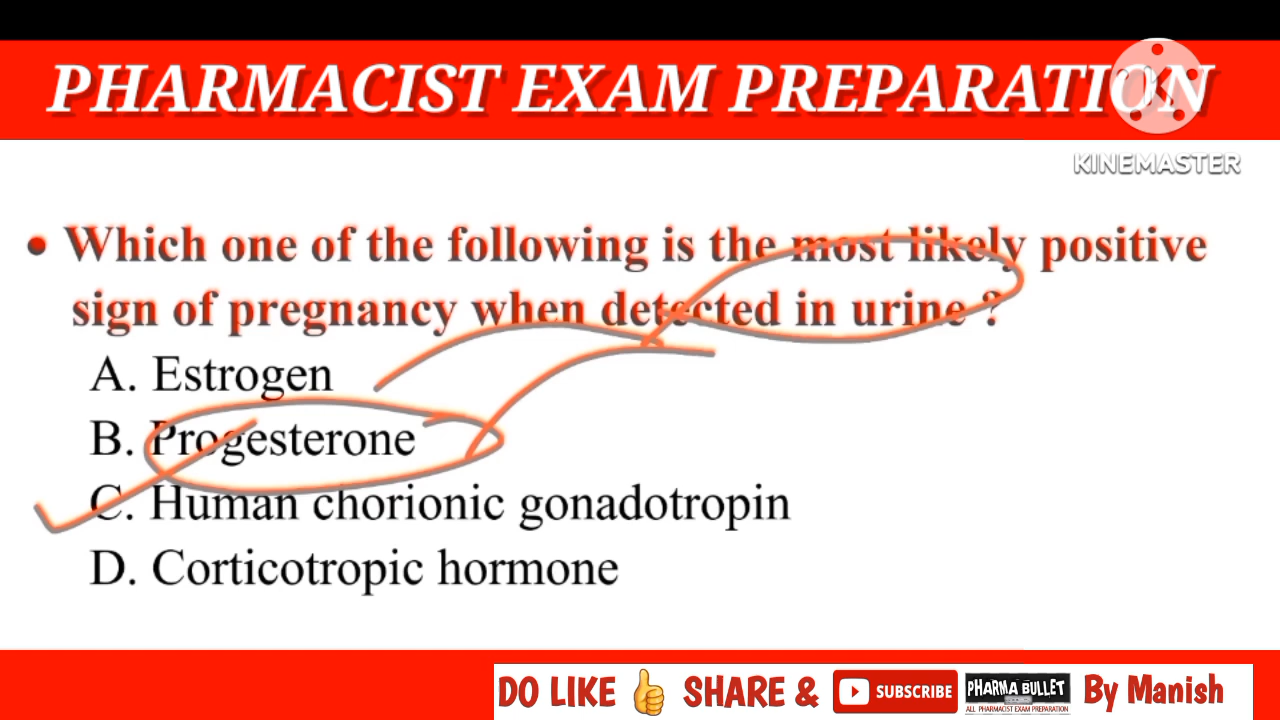 PHARMACIST EXAM PREPARATION
KINEMASTER
• Which one of the following is the most likely positive
sign of pregnancy when detected in urine ?
A. Estrogen
B. Progesterone
C. Human chorionic gonadotropin
D. Corticotropic hormone
DO LIKE 👍 SHARE & SUBSCRIBE PHARMA BULLET By Manish
ALL PHARMACIST EXAM PREPARATION